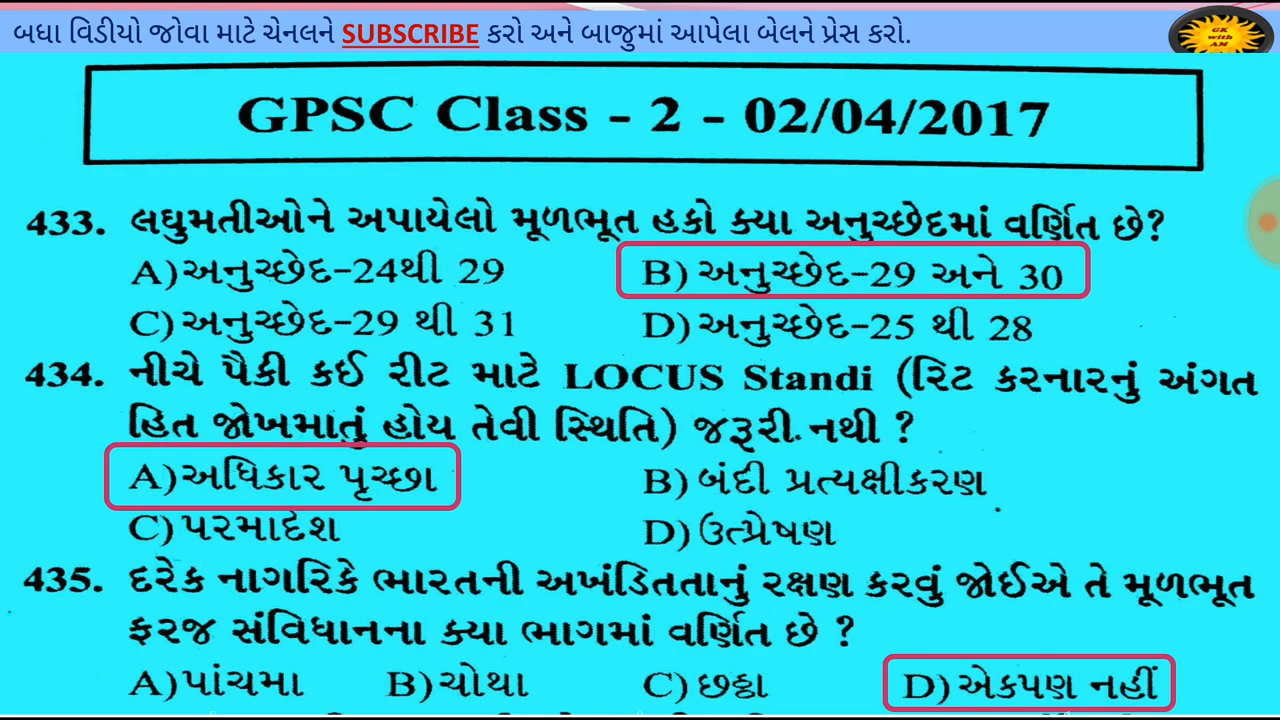 બધા વિડીયો જોવા માટે ચેનલને SUBSCRIBE કરો અને બાજુમાં આપેલા બેલને પ્રેસ કરો.
GK
with
AM
GPSC Class - 2 - 02/04/2017
433. લઘુમતીઓને અપાયેલો મૂળભૂત હકો ક્યા અનુચ્છેદમાં વર્ણિત છે?
A) અનુચ્છેદ-24થી 29 B) અનુચ્છેદ-29 અને 30
C) અનુચ્છેદ-29 થી 31 D) અનુચ્છેદ-25 થી 28
434. નીચે પૈકી કઈ રીટ માટે LOCUS Standi (રિટ કરનારનું અંગત
હિત જોખમાતું હોય તેવી સ્થિતિ) જરૂરી નથી ?
A) અધિકાર પૃચ્છા B) બંદી પ્રત્યક્ષીકરણ
C) પરમાદેશ D) ઉત્પ્રેષણ
435. દરેક નાગરિકે ભારતની અખંડિતતાનું રક્ષણ કરવું જોઈએ તે મૂળભૂત
ફરજ સંવિધાનના ક્યા ભાગમાં વર્ણિત છે ?
A) પાંચમા B) ચોથા C) છઠ્ઠા D) એકપણ નહીં